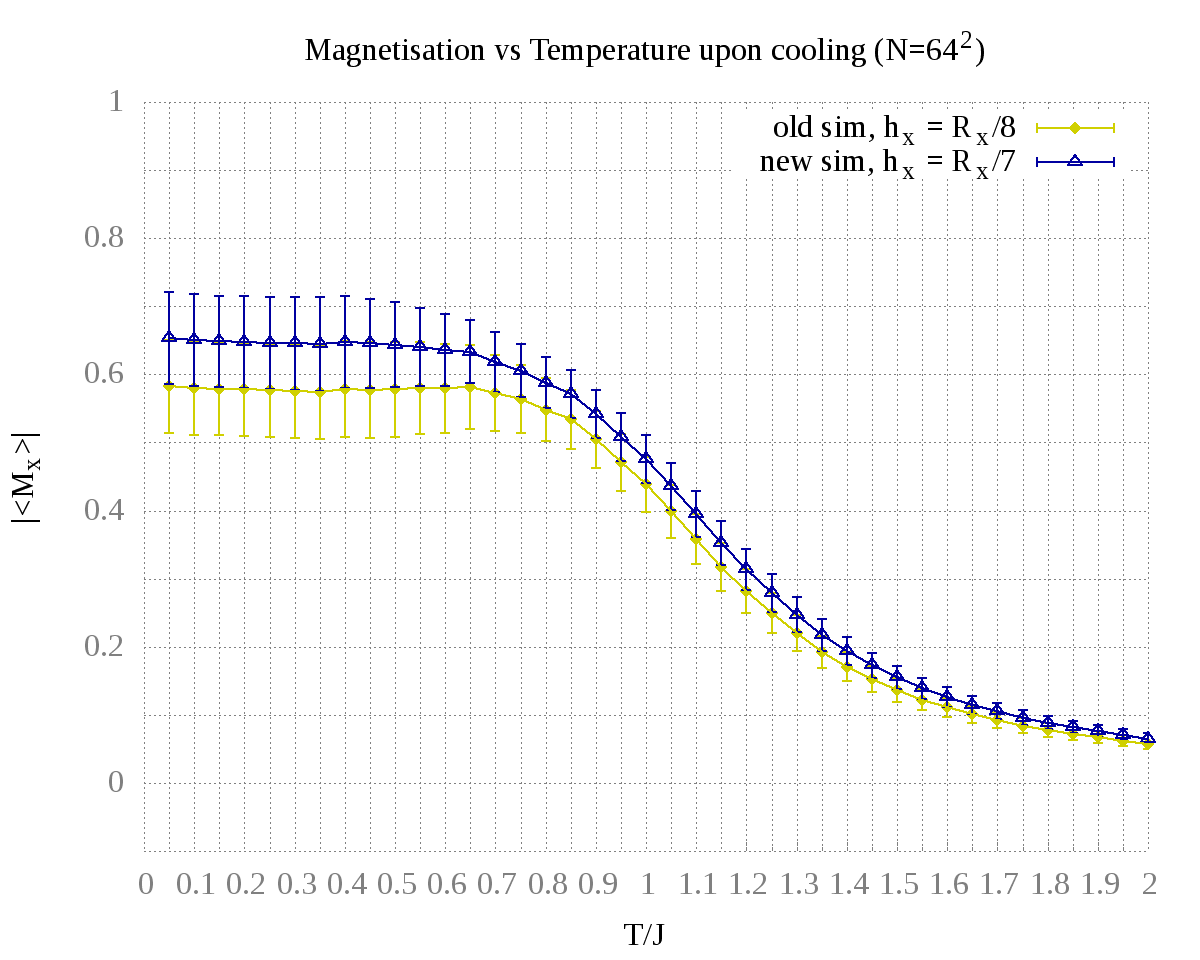 Magnetisation vs Temperature upon cooling (N=64²)
old sim, hₓ = Rₓ/8
new sim, hₓ = Rₓ/7
1
0.8
0.6
0.4
0.2
0
|<Mₓ>|
0 0.1 0.2 0.3 0.4 0.5 0.6 0.7 0.8 0.9 1 1.1 1.2 1.3 1.4 1.5 1.6 1.7 1.8 1.9 2
T/J